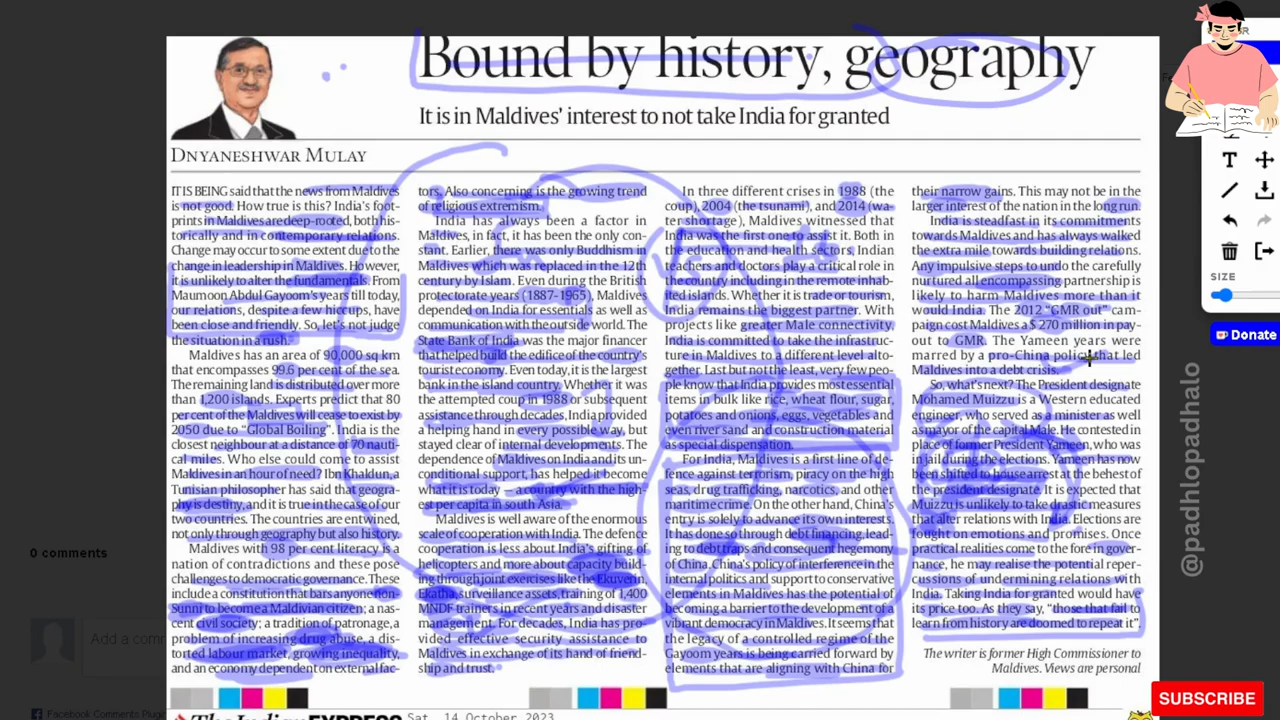 Bound by history, geography
It is in Maldives' interest to not take India for granted
DNYANESHWAR MULAY
IT IS BEING said that the news from Maldives
is not good. How true is this? India's foot-
prints in Maldives are deep-rooted, both his-
torically and in contemporary relations.
Change may occur to some extent due to the
change in leadership in Maldives. However,
it is unlikely to alter the fundamentals. From
Maumoon Abdul Gayoom's years till today,
our relations, despite a few hiccups, have
been close and friendly. So, let's not judge
the situation in a rush.
Maldives has an area of 90,000 sq km
that encompasses 99.6 per cent of the sea.
The remaining land is distributed over more
than 1,200 islands. Experts predict that 80
per cent of the Maldives will cease to exist by
2050 due to "Global Boiling". India is the
closest neighbour at a distance of 70 nauti-
cal miles. Who else could come to assist
Maldives in an hour of need? Ibn Khaldun, a
Tunisian philosopher has said that geogra-
phy is destiny, and it is true in the case of our
two countries. The countries are entwined,
not only through geography but also history.
Maldives with 98 per cent literacy is a
nation of contradictions and these pose
challenges to democratic governance. These
include a constitution that bars anyone non-
Sunni to become a Maldivian citizen; a nas-
cent civil society; a tradition of patronage, a
problem of increasing drug abuse, a dis-
torted labour market, growing inequality,
and an economy dependent on external fac-
tors. Also concerning is the growing trend
of religious extremism.
India has always been a factor in
Maldives, in fact, it has been the only con-
stant. Earlier, there was only Buddhism in
Maldives which was replaced in the 12th
century by Islam. Even during the British
protectorate years (1887-1965), Maldives
depended on India for essentials as well as
communication with the outside world. The
State Bank of India was the major financer
that helped build the edifice of the country's
tourist economy. Even today, it is the largest
bank in the island country. Whether it was
the attempted coup in 1988 or subsequent
assistance through decades, India provided
a helping hand in every possible way, but
stayed clear of internal developments. The
dependence of Maldives on India and its un-
conditional support, has helped it become
what it is today — a country with the high-
est per capita in south Asia.
Maldives is well aware of the enormous
scale of cooperation with India. The defence
cooperation is less about India's gifting of
helicopters and more about capacity build-
ing through joint exercises like the Ekuverin,
Ekatha, surveillance assets, training of 1,400
MNDF trainers in recent years and disaster
management. For decades, India has pro-
vided effective security assistance to
Maldives in exchange of its hand of friend-
ship and trust.
In three different crises in 1988 (the
coup), 2004 (the tsunami), and 2014 (wa-
ter shortage), Maldives witnessed that
India was the first one to assist it. Both in
the education and health sectors, Indian
teachers and doctors play a critical role in
the country including in the remote inhab-
ited islands. Whether it is trade or tourism,
India remains the biggest partner. With
projects like greater Male connectivity,
India is committed to take the infrastruc-
ture in Maldives to a different level alto-
gether. Last but not the least, very few peo-
ple know that India provides most essential
items in bulk like rice, wheat flour, sugar,
potatoes and onions, eggs, vegetables and
even river sand and construction material
as special dispensation.
For India, Maldives is a first line of de-
fence against terrorism, piracy on the high
seas, drug trafficking, narcotics, and other
maritime crime. On the other hand, China's
entry is solely to advance its own interests.
It has done so through debt financing, lead-
ing to debt traps and consequent hegemony
of China. China's policy of interference in the
internal politics and support to conservative
elements in Maldives has the potential of
becoming a barrier to the development of a
vibrant democracy in Maldives. It seems that
the legacy of a controlled regime of the
Gayoom years is being carried forward by
elements that are aligning with China for
their narrow gains. This may not be in the
larger interest of the nation in the long run.
India is steadfast in its commitments
towards Maldives and has always walked
the extra mile towards building relations.
Any impulsive steps to undo the carefully
nurtured all encompassing partnership is
likely to harm Maldives more than it
would India. The 2012 "GMR out" cam-
paign cost Maldives a $ 270 million in pay-
out to GMR. The Yameen years were
marred by a pro-China policy that led
Maldives into a debt crisis.
So, what's next? The President designate
Mohamed Muizzu is a Western educated
engineer, who served as a minister as well
as mayor of the capital Male. He contested in
place of former President Yameen, who was
in jail during the elections. Yameen has now
been shifted to house arrest at the behest of
the president designate. It is expected that
Muizzu is unlikely to take drastic measures
that alter relations with India. Elections are
fought on emotions and promises. Once
practical realities come to the fore in gover-
nance, he may realise the potential reper-
cussions of undermining relations with
India. Taking India for granted would have
its price too. As they say, "those that fail to
learn from history are doomed to repeat it".
The writer is former High Commissioner to
Maldives. Views are personal
The Indian EXPRESS Sat, 14 October 2023
0 comments
Add a com
Facebook Comments Plugin
T
SIZE
Donate
@padhlopadhalo
SUBSCRIBE